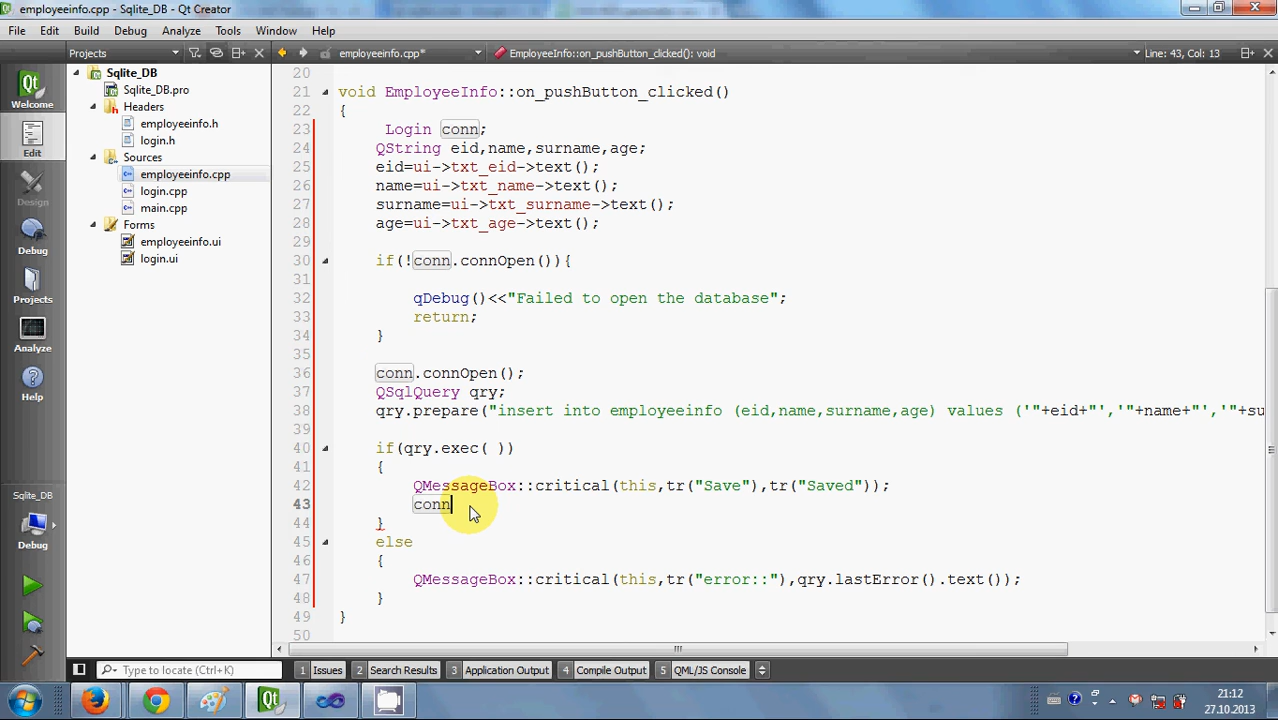 employeeinfo.cpp - Sqlite_DB - Qt Creator
File Edit Build Debug Analyze Tools Window Help
Projects employeeinfo.cpp* EmployeeInfo::on_pushButton_clicked(): void Line: 43, Col: 13
Welcome
Edit
Design
Debug
Projects
Analyze
Help
Sqlite_DB
Debug
Sqlite_DB
Sqlite_DB.pro
Headers
employeeinfo.h
login.h
Sources
employeeinfo.cpp
login.cpp
main.cpp
Forms
employeeinfo.ui
login.ui
20
21 void EmployeeInfo::on_pushButton_clicked()
22 {
23 Login conn;
24 QString eid,name,surname,age;
25 eid=ui->txt_eid->text();
26 name=ui->txt_name->text();
27 surname=ui->txt_surname->text();
28 age=ui->txt_age->text();
29
30 if(!conn.connOpen()){
31
32 qDebug()<<"Failed to open the database";
33 return;
34 }
35
36 conn.connOpen();
37 QSqlQuery qry;
38 qry.prepare("insert into employeeinfo (eid,name,surname,age) values ('"+eid+"','"+name+"','"+su
39
40 if(qry.exec( ))
41 {
42 QMessageBox::critical(this,tr("Save"),tr("Saved"));
43 conn
44 }
45 else
46 {
47 QMessageBox::critical(this,tr("error::"),qry.lastError().text());
48 }
49 }
50
Type to locate (Ctrl+K) 1 Issues 2 Search Results 3 Application Output 4 Compile Output 5 QML/JS Console
21:12
27.10.2013